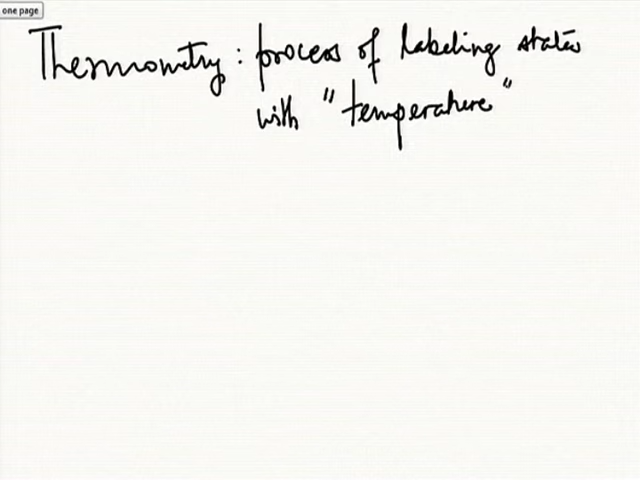 one page
Thermometry: process of labeling states
with "temperature"